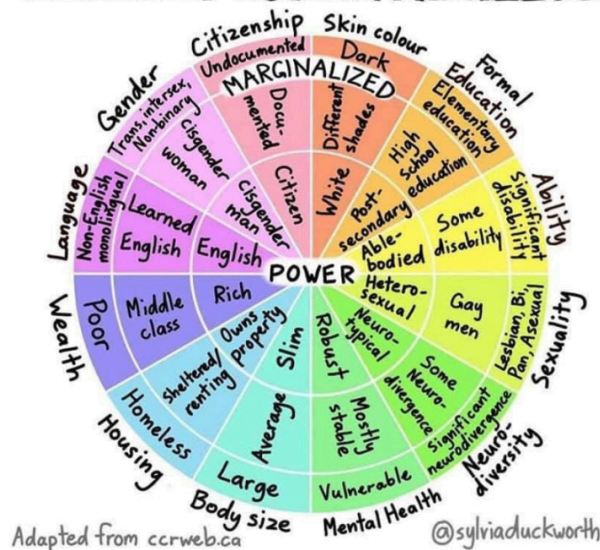 Citizenship
Undocumented
Docu-
mented
Citizen
Skin colour
Dark
Different
shades
White
Formal
Education
Elementary
education
High
School
education
Post-
secondary
Ability
Significant
disability
Some
disability
Able-
bodied
Sexuality
Lesbian, Bi,
Pan, Asexual
Gay
men
Hetero-
sexual
Neuro-
diversity
Significant
neurodivergence
Some
Neuro-
divergence
Neuro-
typical
Mental Health
Vulnerable
Mostly
stable
Robust
Body size
Large
Average
Slim
Housing
Homeless
Sheltered/
renting
Owns
property
Wealth
Poor
Middle
class
Rich
Language
Non-English
monolingual
Learned
English
English
Gender
Trans, intersex,
Non-binary
cisgender
woman
cisgender
man
MARGINALIZED
POWER
Adapted from ccrweb.ca
@sylviaduckworth